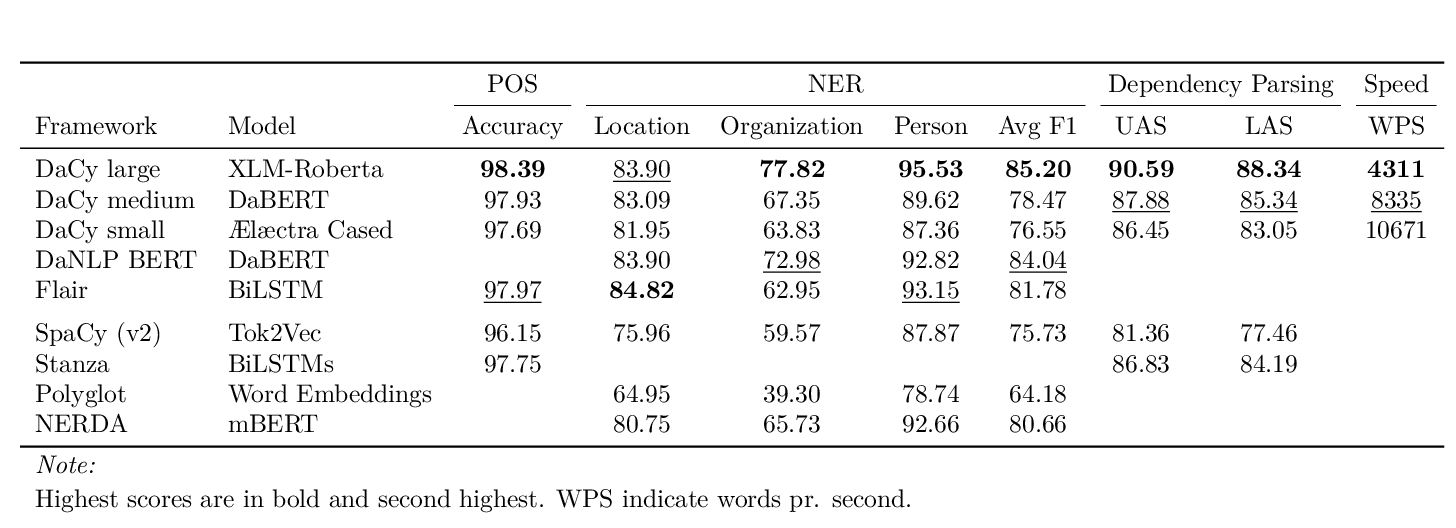 POS NER Dependency Parsing Speed
Framework Model Accuracy Location Organization Person Avg F1 UAS LAS WPS
DaCy large XLM-Roberta 98.39 83.90 77.82 95.53 85.20 90.59 88.34 4311
DaCy medium DaBERT 97.93 83.09 67.35 89.62 78.47 87.88 85.34 8335
DaCy small Ælæctra Cased 97.69 81.95 63.83 87.36 76.55 86.45 83.05 10671
DaNLP BERT DaBERT 83.90 72.98 92.82 84.04
Flair BiLSTM 97.97 84.82 62.95 93.15 81.78
SpaCy (v2) Tok2Vec 96.15 75.96 59.57 87.87 75.73 81.36 77.46
Stanza BiLSTMs 97.75 86.83 84.19
Polyglot Word Embeddings 64.95 39.30 78.74 64.18
NERDA mBERT 80.75 65.73 92.66 80.66
Note:
Highest scores are in bold and second highest. WPS indicate words pr. second.